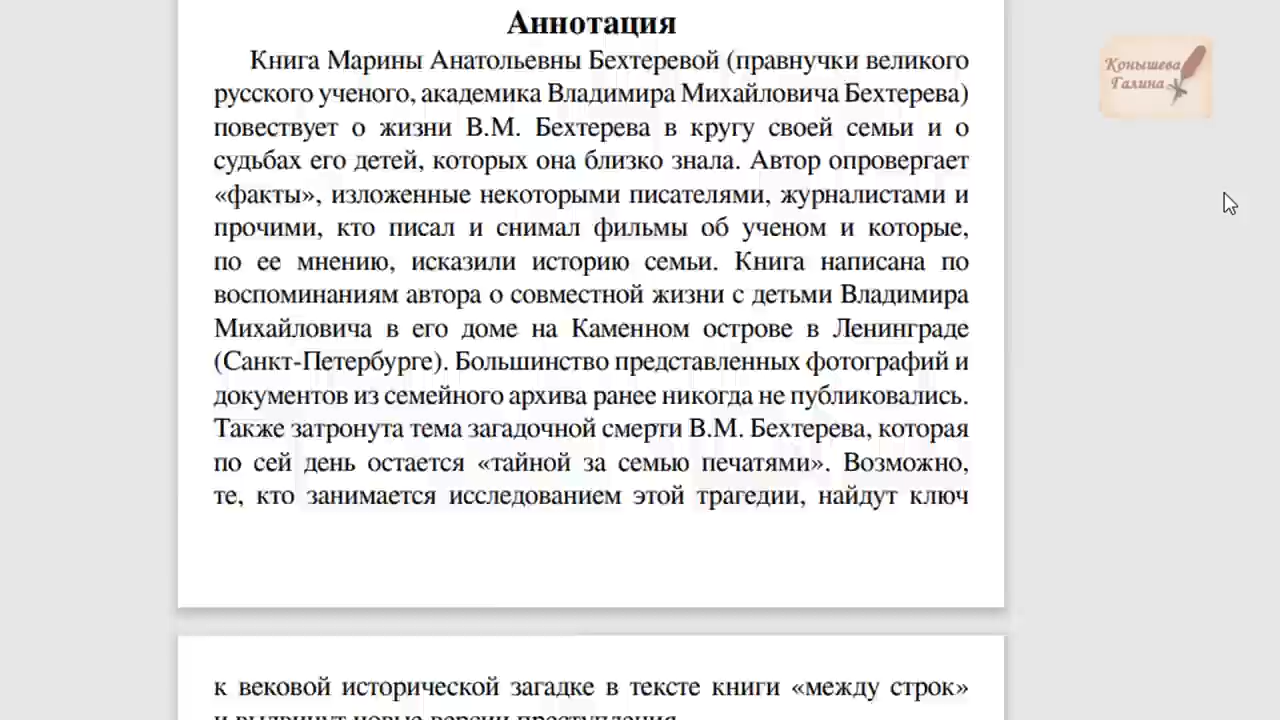 Аннотация
Книга Марины Анатольевны Бехтеревой (правнучки великого
русского ученого, академика Владимира Михайловича Бехтерева)
повествует о жизни В.М. Бехтерева в кругу своей семьи и о
судьбах его детей, которых она близко знала. Автор опровергает
«факты», изложенные некоторыми писателями, журналистами и
прочими, кто писал и снимал фильмы об ученом и которые,
по ее мнению, исказили историю семьи. Книга написана по
воспоминаниям автора о совместной жизни с детьми Владимира
Михайловича в его доме на Каменном острове в Ленинграде
(Санкт-Петербурге). Большинство представленных фотографий и
документов из семейного архива ранее никогда не публиковались.
Также затронута тема загадочной смерти В.М. Бехтерева, которая
по сей день остается «тайной за семью печатями». Возможно,
те, кто занимается исследованием этой трагедии, найдут ключ
к вековой исторической загадке в тексте книги «между строк»
и выдвинут новые версии преступления.
Конышева
Галина